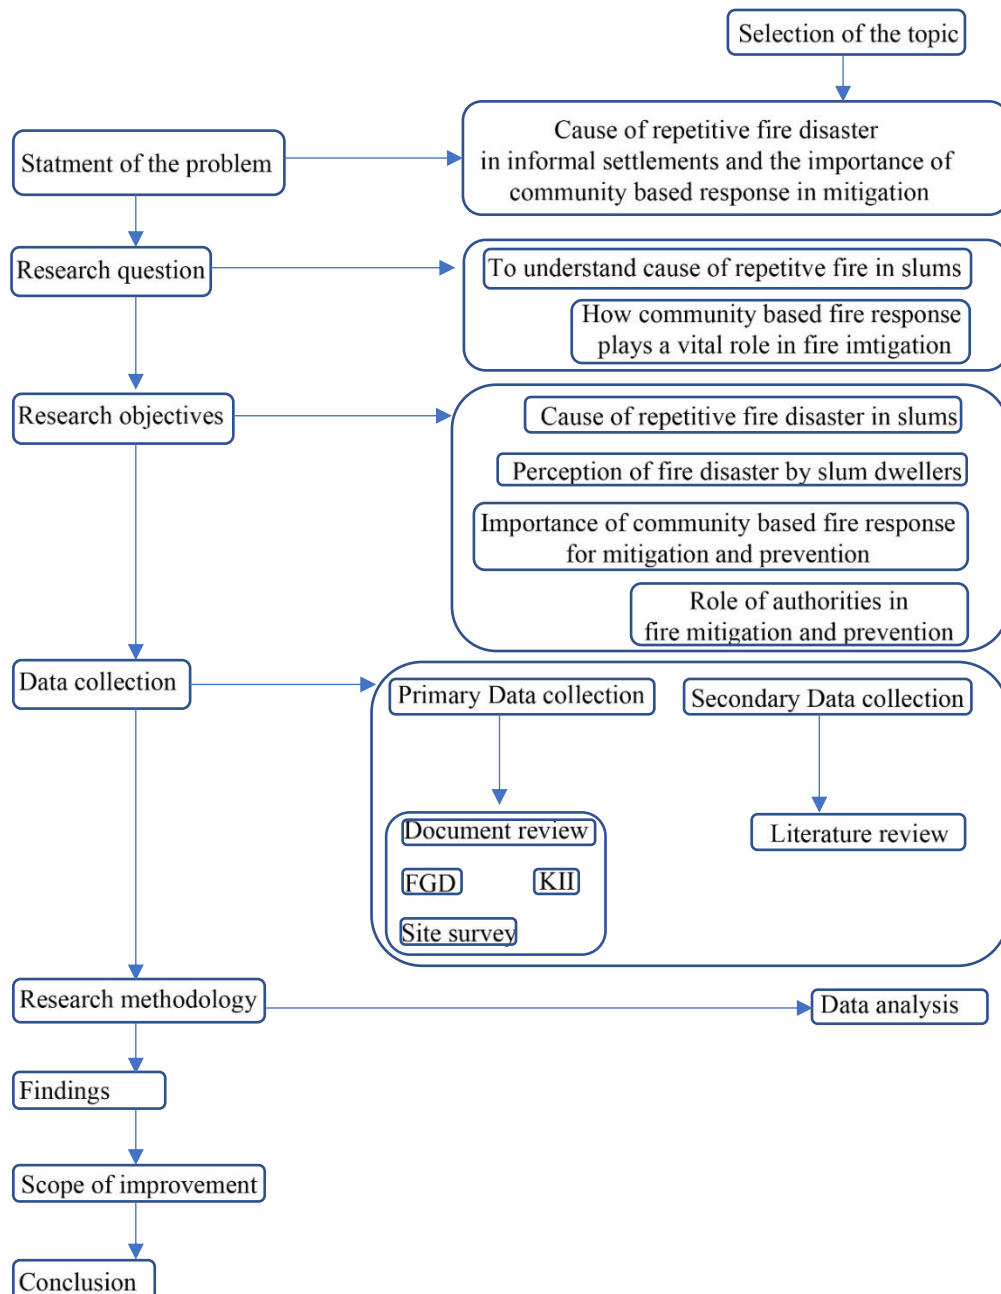 Selection of the topic
Statment of the problem
Cause of repetitive fire disaster
in informal settlements and the importance of
community based response in mitigation
Research question
To understand cause of repetitve fire in slums
How community based fire response
plays a vital role in fire imtigation
Research objectives
Cause of repetitive fire disaster in slums
Perception of fire disaster by slum dwellers
Importance of community based fire response
for mitigation and prevention
Role of authorities in
fire mitigation and prevention
Data collection
Primary Data collection
Secondary Data collection
Document review
FGD
KII
Site survey
Literature review
Research methodology
Data analysis
Findings
Scope of improvement
Conclusion